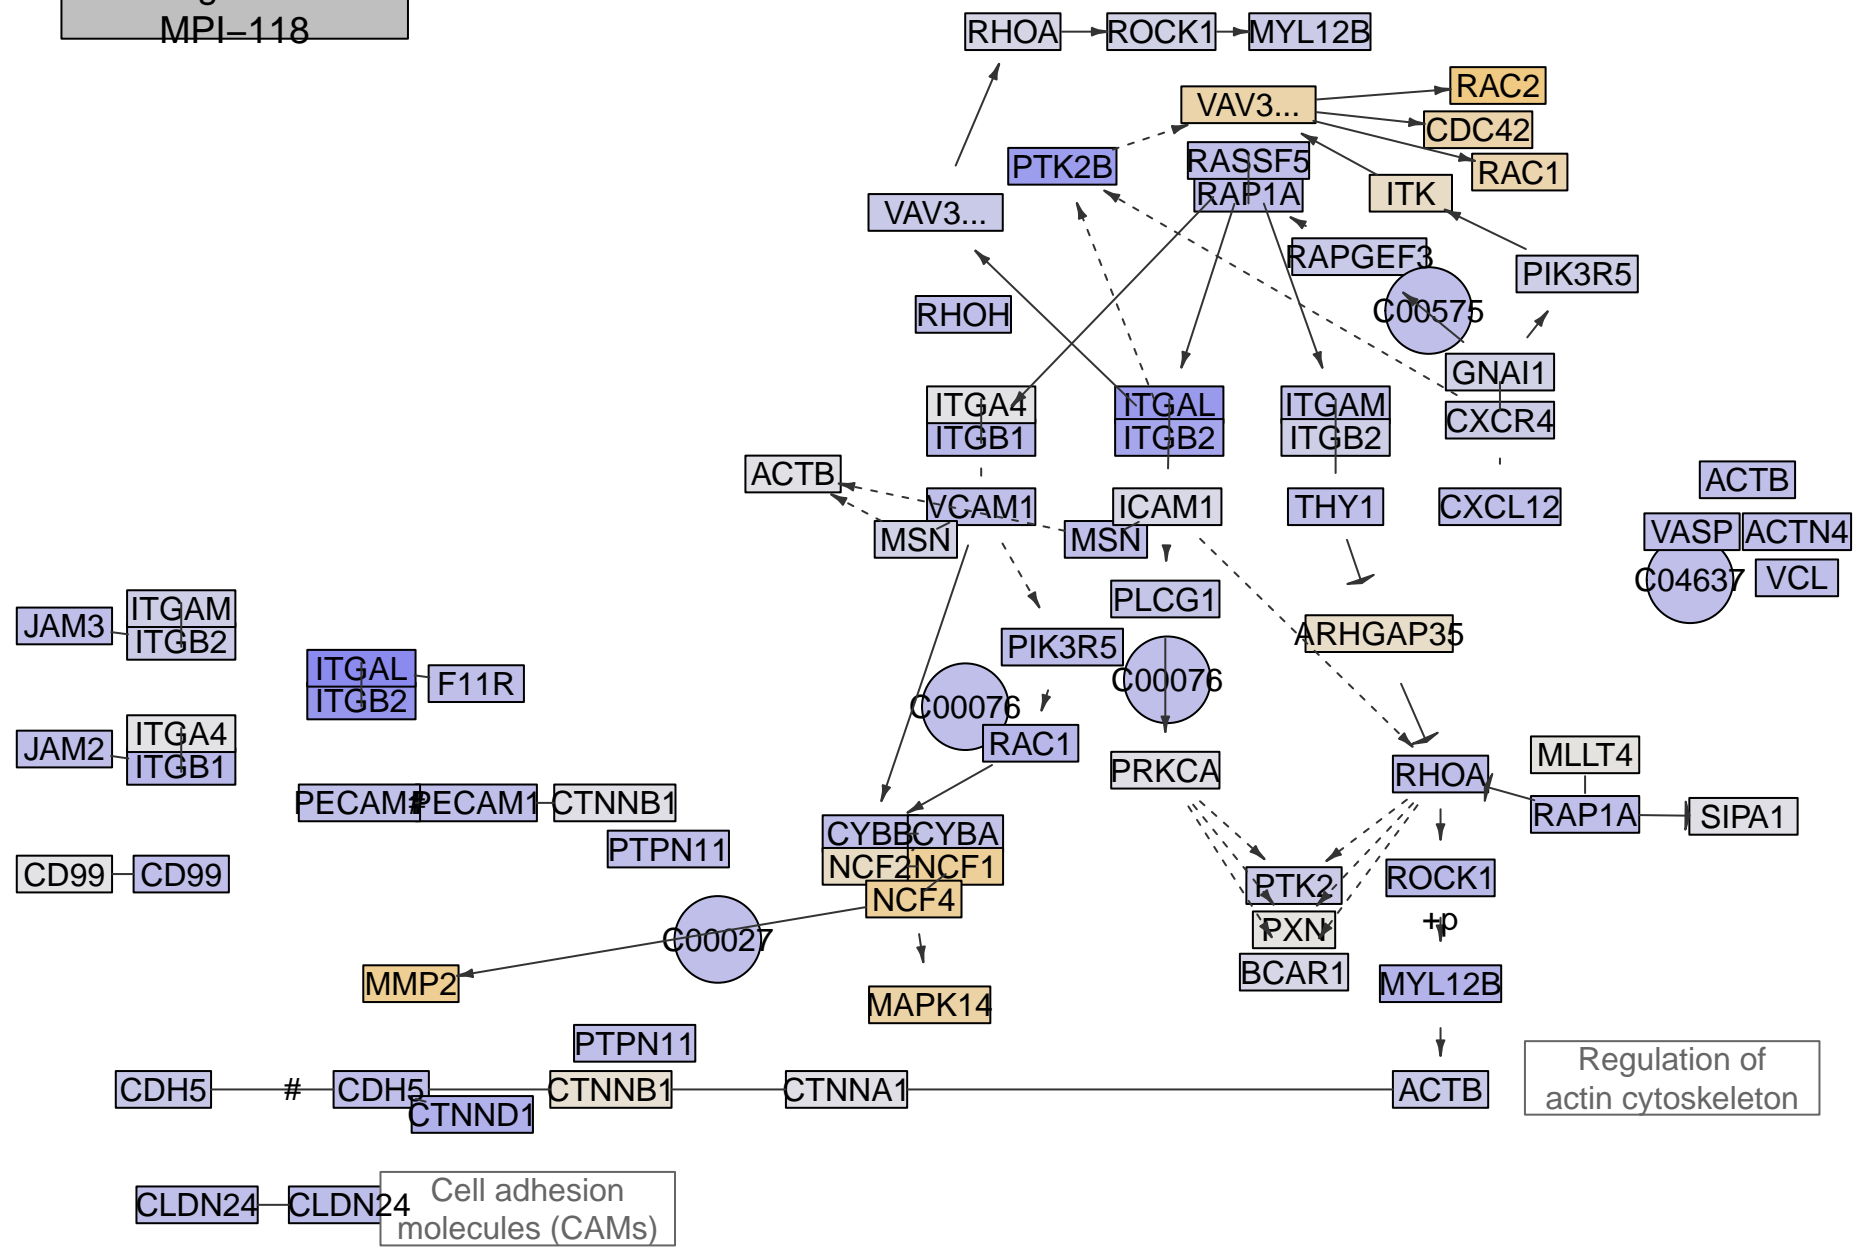 MPI–118
RHOA
ROCK1
MYL12B
RAC2
VAV3...
CDC42
RAC1
PTK2B
RASSF5
RAP1A
ITK
VAV3...
RAPGEF3
PIK3R5
C00575
RHOH
GNAI1
CXCR4
ITGA4
ITGB1
ITGAL
ITGB2
ITGAM
ITGB2
ACTB
VCAM1
MSN
ICAM1
MSN
THY1
CXCL12
ACTB
VASP
ACTN4
C04637
VCL
PLCG1
JAM3
ITGAM
ITGB2
ARHGAP35
PIK3R5
C00076
ITGAL
ITGB2
F11R
C00076
RAC1
JAM2
ITGA4
ITGB1
PRKCA
RHOA
MLLT4
RAP1A
SIPA1
PECAM1
#
PECAM1
CTNNB1
CYBB
CYBA
PTPN11
NCF2
NCF1
CD99
CD99
NCF4
PTK2
ROCK1
+p
PXN
C00027
BCAR1
MMP2
MYL12B
MAPK14
PTPN11
CDH5
#
CDH5
CTNND1
CTNNB1
CTNNA1
ACTB
Regulation of
actin cytoskeleton
CLDN24
CLDN24
Cell adhesion
molecules (CAMs)